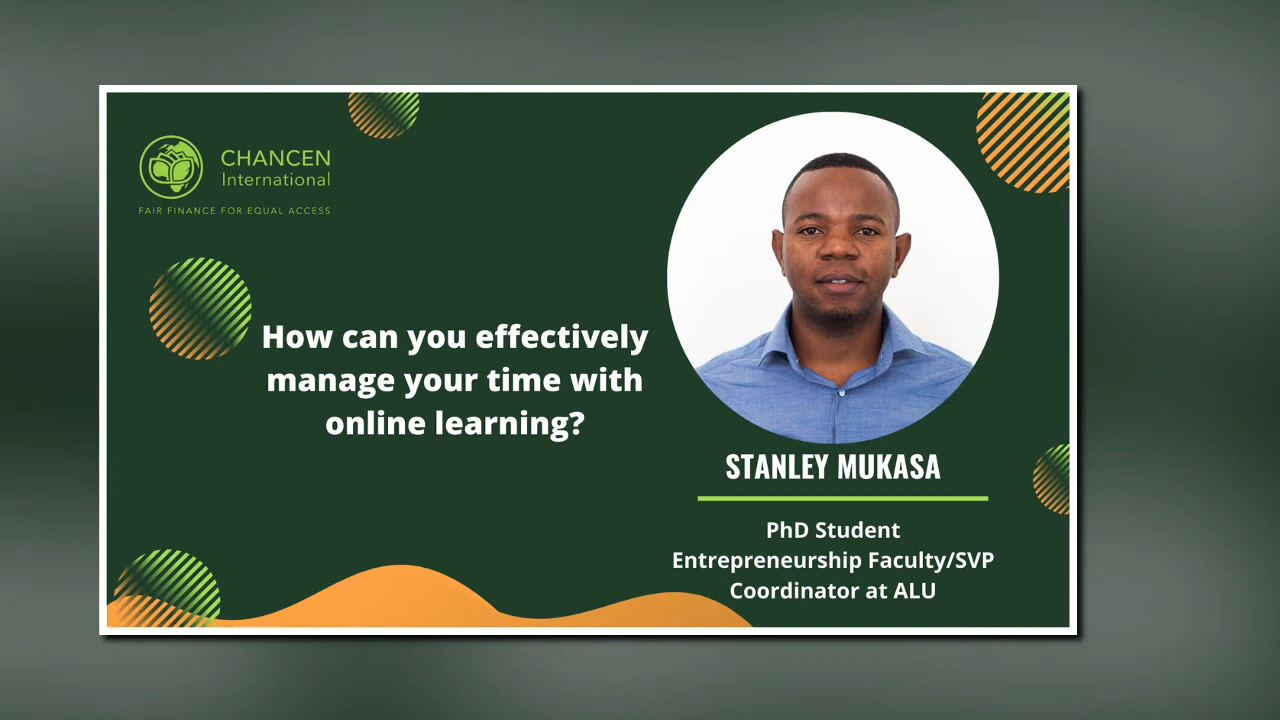 CHANCEN
International
FAIR FINANCE FOR EQUAL ACCESS
How can you effectively
manage your time with
online learning?
STANLEY MUKASA
PhD Student
Entrepreneurship Faculty/SVP
Coordinator at ALU